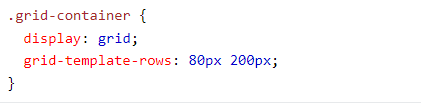 .grid-container {
  display: grid;
  grid-template-rows: 80px 200px;
}